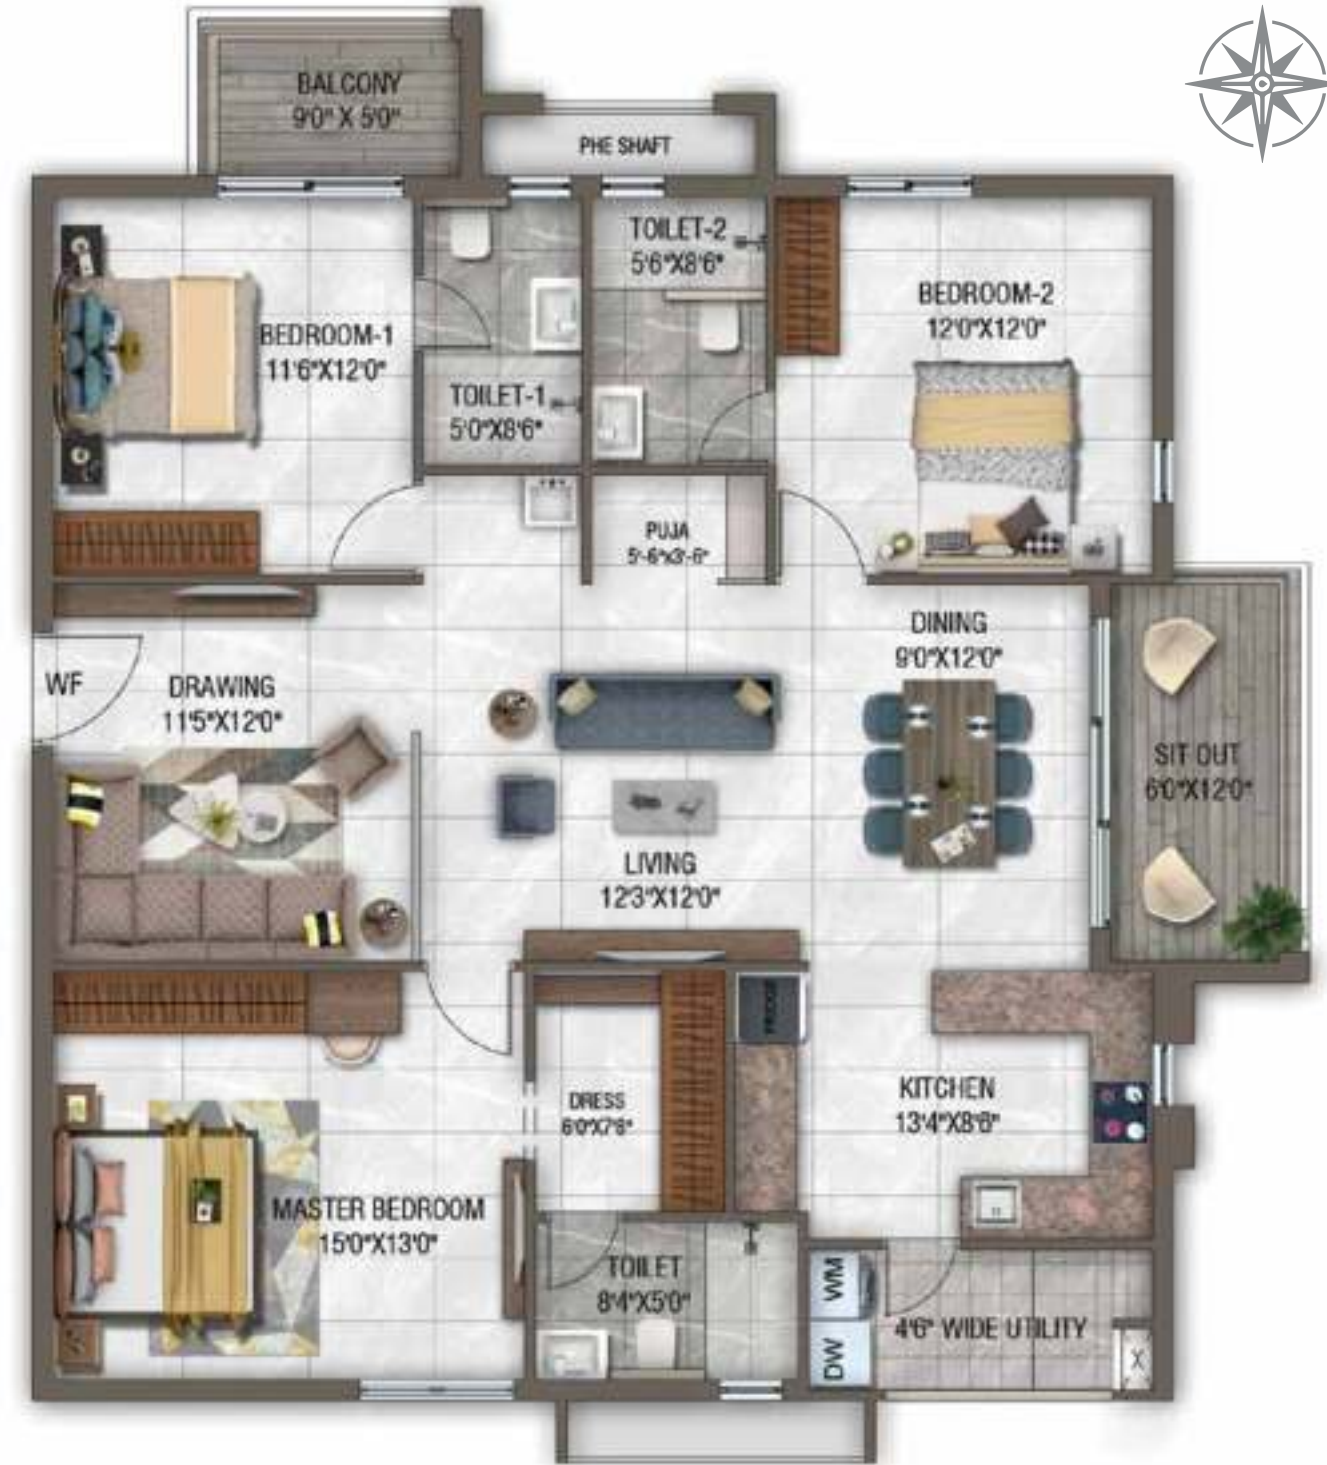 BALCONY
9'0" X 5'0"
PHE SHAFT
TOILET-2
5'6"X8'6"
BEDROOM-2
12'0"X12'0"
BEDROOM-1
11'6"X12'0"
TOILET-1
5'0"X8'6"
PUJA
5'-6"x3'-6"
DINING
9'0"X12'0"
WF
DRAWING
11'5"X12'0"
SIT OUT
6'0"X12'0"
LIVING
12'3"X12'0"
FRIDGE
KITCHEN
13'4"X8'6"
DRESS
6'0"X7'6"
MASTER BEDROOM
15'0"X13'0"
TOILET
8'4"X5'0"
WM
DW
4'6" WIDE UTILITY
X